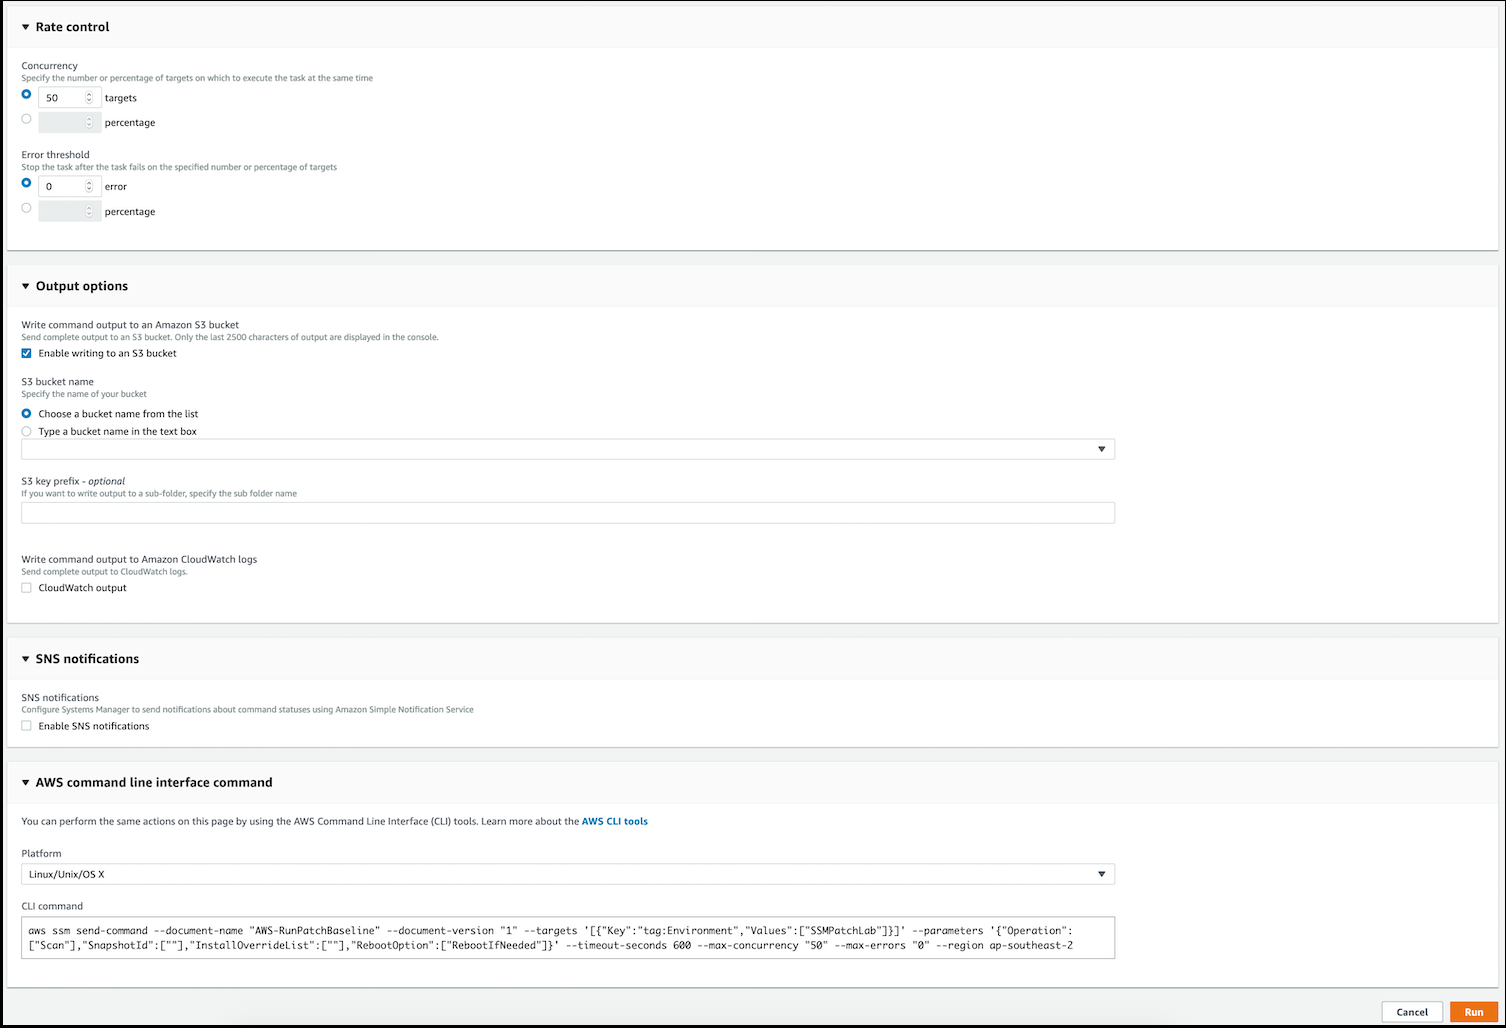 Rate control
Concurrency
Specify the number or percentage of targets on which to execute the task at the same time
50 targets
percentage
Error threshold
Stop the task after the task fails on the specified number or percentage of targets
0 error
percentage
Output options
Write command output to an Amazon S3 bucket
Send complete output to an S3 bucket. Only the last 2500 characters of output are displayed in the console.
Enable writing to an S3 bucket
S3 bucket name
Specify the name of your bucket
Choose a bucket name from the list
Type a bucket name in the text box
S3 key prefix - optional
If you want to write output to a sub-folder, specify the sub folder name
Write command output to Amazon CloudWatch logs
Send complete output to CloudWatch logs.
CloudWatch output
SNS notifications
SNS notifications
Configure Systems Manager to send notifications about command statuses using Amazon Simple Notification Service
Enable SNS notifications
AWS command line interface command
You can perform the same actions on this page by using the AWS Command Line Interface (CLI) tools. Learn more about the AWS CLI tools
Platform
Linux/Unix/OS X
CLI command
aws ssm send-command --document-name "AWS-RunPatchBaseline" --document-version "1" --targets '[{"Key":"tag:Environment","Values":["SSMPatchLab"]}]' --parameters '{"Operation":
["Scan"],"SnapshotId":[""],"InstallOverrideList":[""],"RebootOption":["RebootIfNeeded"]}' --timeout-seconds 600 --max-concurrency "50" --max-errors "0" --region ap-southeast-2
Cancel Run